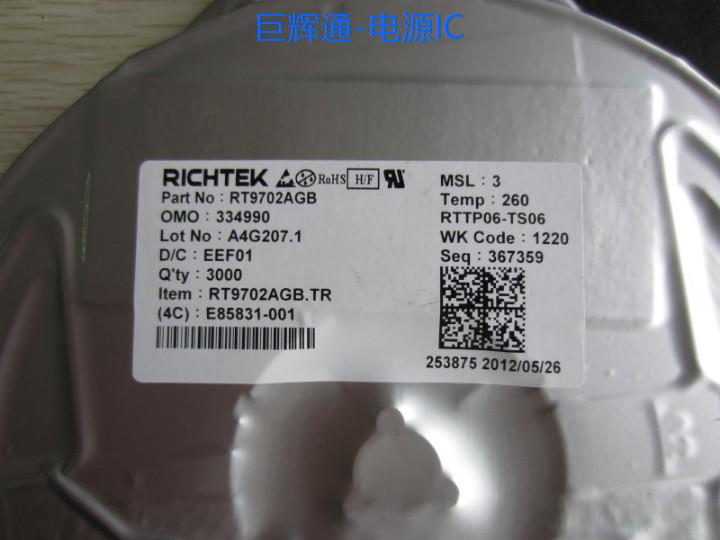 巨辉通-电源IC
RICHTEK RoHS H/F
Part No : RT9702AGB
OMO : 334990
Lot No : A4G207.1
D/C : EEF01
Q'ty : 3000
Item : RT9702AGB.TR
(4C) : E85831-001
MSL : 3
Temp : 260
RTTP06-TS06
WK Code : 1220
Seq : 367359
253875 2012/05/26